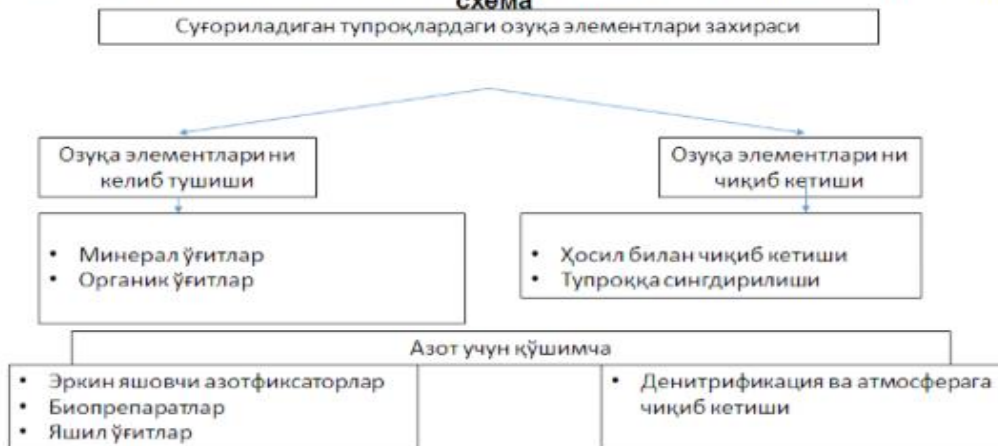 схема
Суғориладиган тупроқлардаги озуқа элементлари захираси
Озуқа элементлари ни
келиб тушиши
Озуқа элементлари ни
чиқиб кетиши
• Минерал ўғитлар
• Органик ўғитлар
• Ҳосил билан чиқиб кетиши
• Тупроққа сингдирилиши
Азот учун қўшимча
• Эркин яшовчи азотфиксаторлар
• Биопрепаратлар
• Яшил ўғитлар
• Денитрификация ва атмосферага
чиқиб кетиши